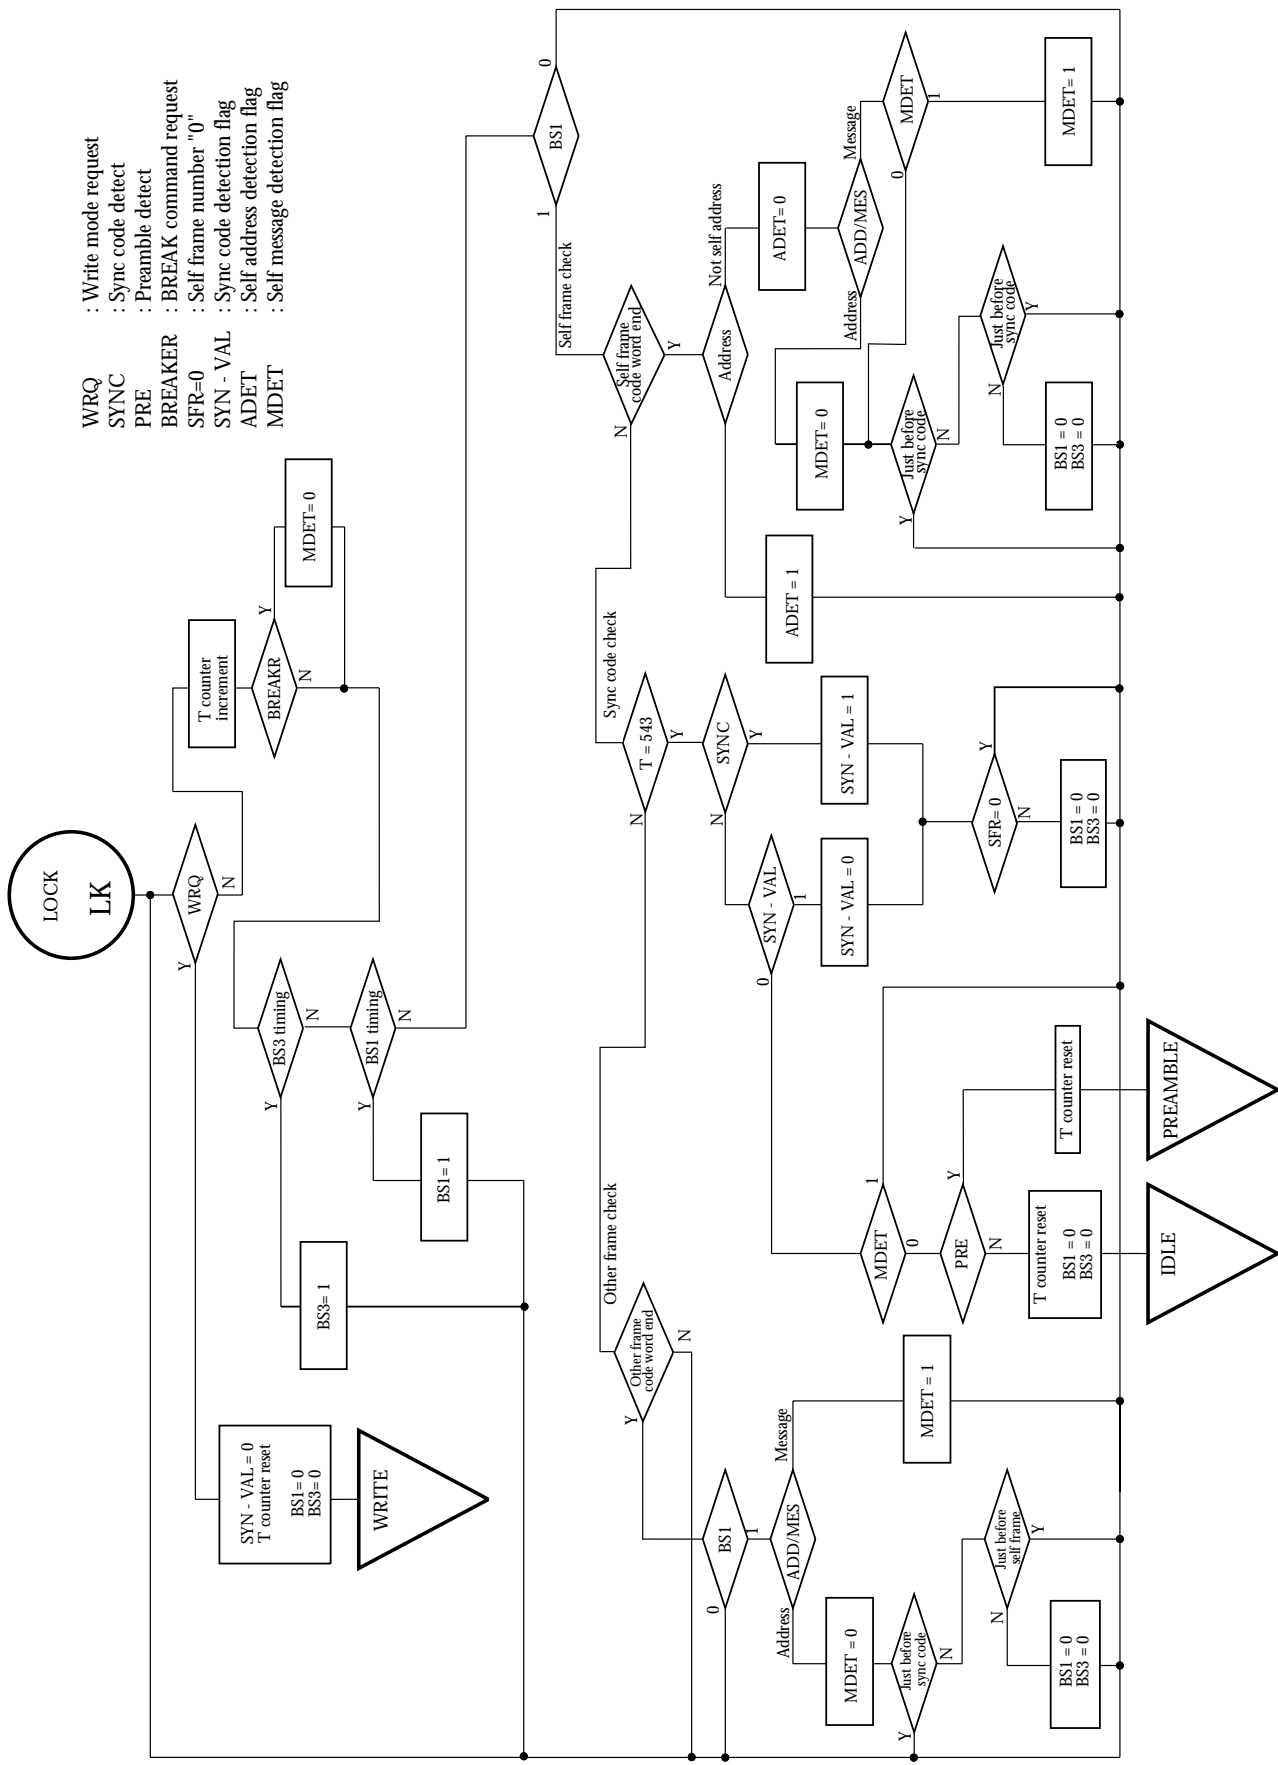 LOCK
LK
WRQ : Write mode request
SYNC : Sync code detect
PRE : Preamble detect
BREAKER : BREAK command request
SFR=0 : Self frame number "0"
SYN - VAL : Sync code detection flag
ADET : Self address detection flag
MDET : Self message detection flag
WRQ
Y
N
T counter
increment
BREAKR
Y
N
MDET= 0
SYN - VAL = 0
T counter reset
BS1= 0
BS3= 0
WRITE
BS3 timing
Y
N
BS3= 1
BS1 timing
Y
N
BS1= 1
BS1
1
0
Self frame check
Self frame
code word end
N
Y
Sync code check
Address
Not self address
ADET = 1
ADET= 0
ADD/MES
Address
Message
MDET= 0
MDET
0
1
MDET= 1
Just before
sync code
Y
N
Just before
sync code
N
Y
BS1 = 0
BS3 = 0
T = 543
N
Y
SYNC
N
Y
SYN - VAL
0
1
SYN - VAL = 0
SYN - VAL = 1
SFR= 0
Y
N
BS1 = 0
BS3 = 0
MDET
1
0
PRE
Y
N
T counter reset
BS1 = 0
BS3 = 0
T counter reset
IDLE
PREAMBLE
Other frame check
Other frame
code word end
Y
N
BS1
0
1
ADD/MES
Address
Message
MDET = 0
MDET = 1
Just before
sync code
Y
N
Just before
self frame
N
Y
BS1 = 0
BS3 = 0